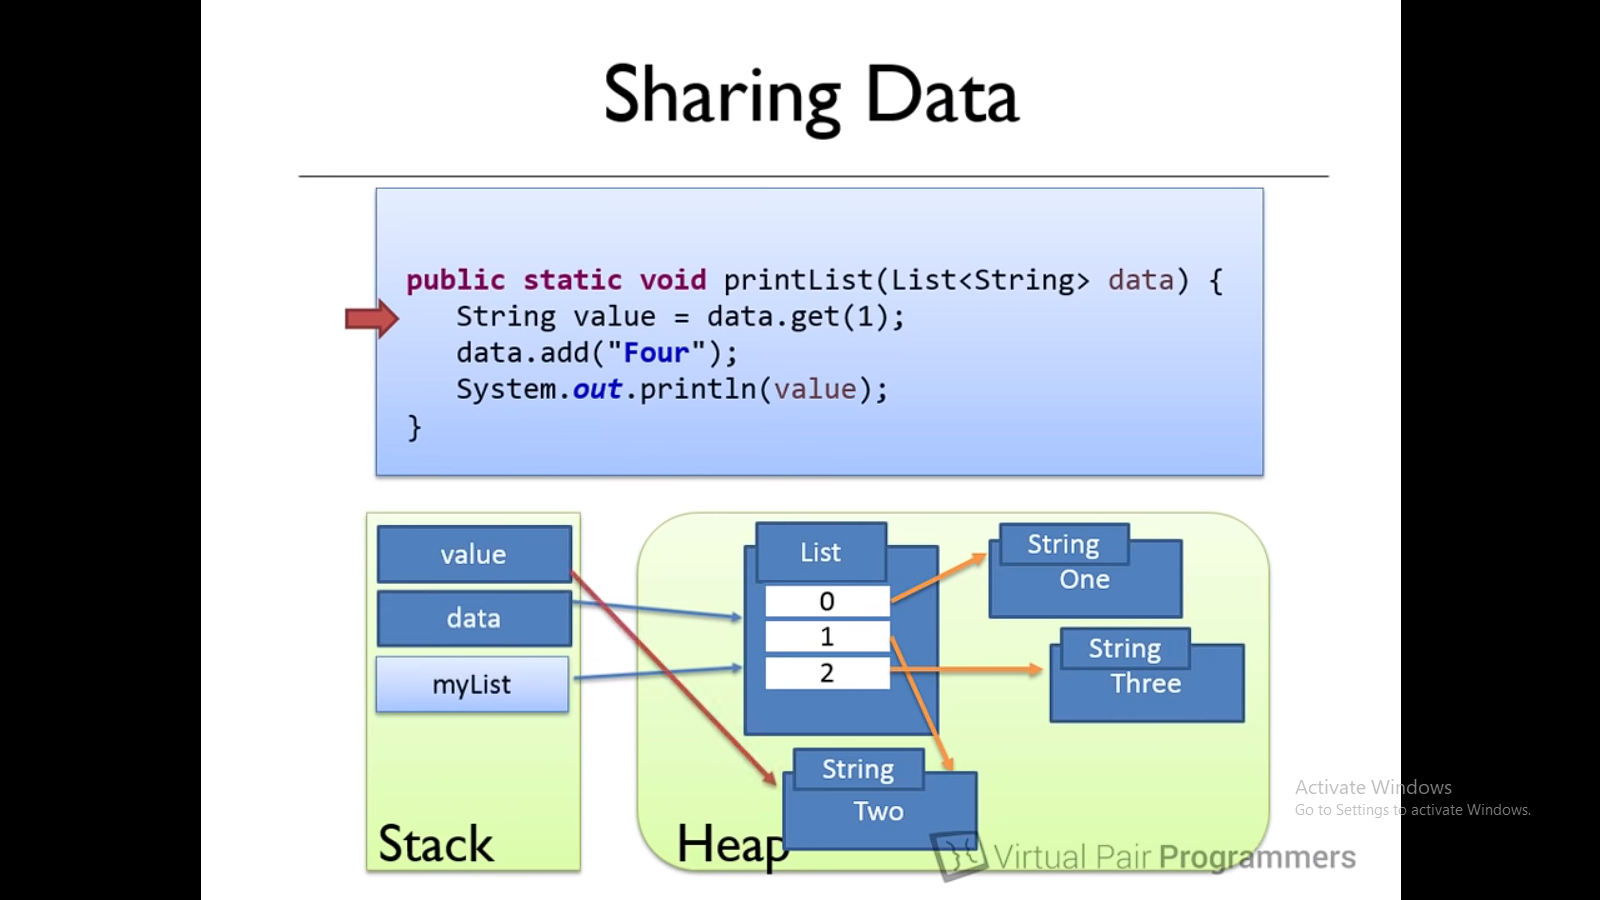 Sharing Data
public static void printList(List<String> data) {
String value = data.get(1);
data.add("Four");
System.out.println(value);
}
value
data
myList
Stack
List
0
1
2
String
One
String
Three
String
Two
Heap
Activate Windows
Go to Settings to activate Windows.
Virtual Pair Programmers